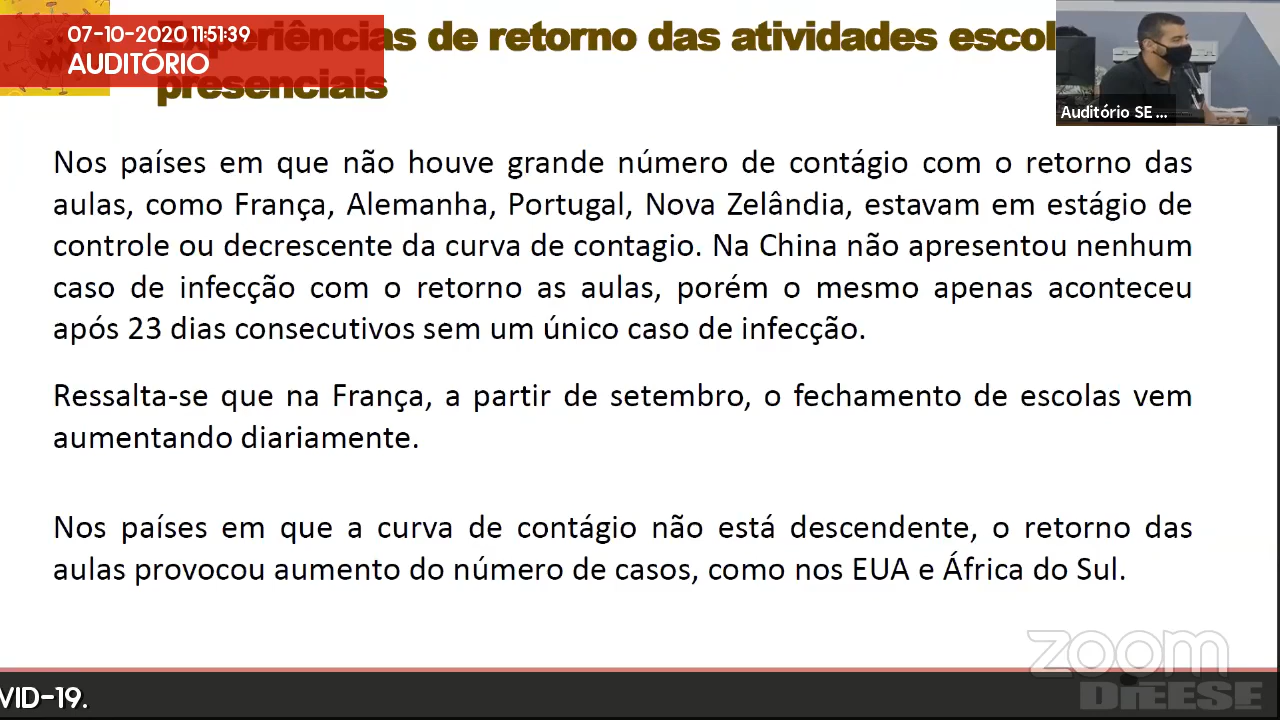 07-10-2020 11:51:39
AUDITÓRIO
Experiências de retorno das atividades escol
presenciais
Auditório SE ...
Nos países em que não houve grande número de contágio com o retorno das
aulas, como França, Alemanha, Portugal, Nova Zelândia, estavam em estágio de
controle ou decrescente da curva de contagio. Na China não apresentou nenhum
caso de infecção com o retorno as aulas, porém o mesmo apenas aconteceu
após 23 dias consecutivos sem um único caso de infecção.
Ressalta-se que na França, a partir de setembro, o fechamento de escolas vem
aumentando diariamente.
Nos países em que a curva de contágio não está descendente, o retorno das
aulas provocou aumento do número de casos, como nos EUA e África do Sul.
zoom
DIEESE
VID-19.